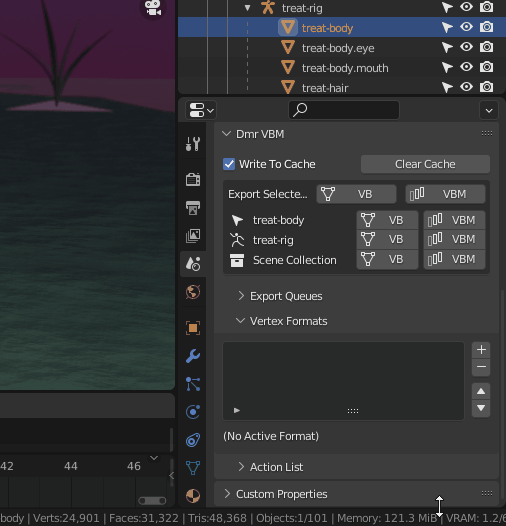 treat-rig
treat-body
treat-body.eye
treat-body.mouth
treat-hair
Dmr VBM
Write To Cache Clear Cache
Export Selecte... VB VBM
treat-body VB VBM
treat-rig VB VBM
Scene Collection VB VBM
Export Queues
Vertex Formats
(No Active Format)
Action List
Custom Properties
42 44 46
body | Verts:24,901 | Faces:31,322 | Tris:48,368 | Objects:1/101 | Memory: 121.3 MiB | VRAM: 1.2/6